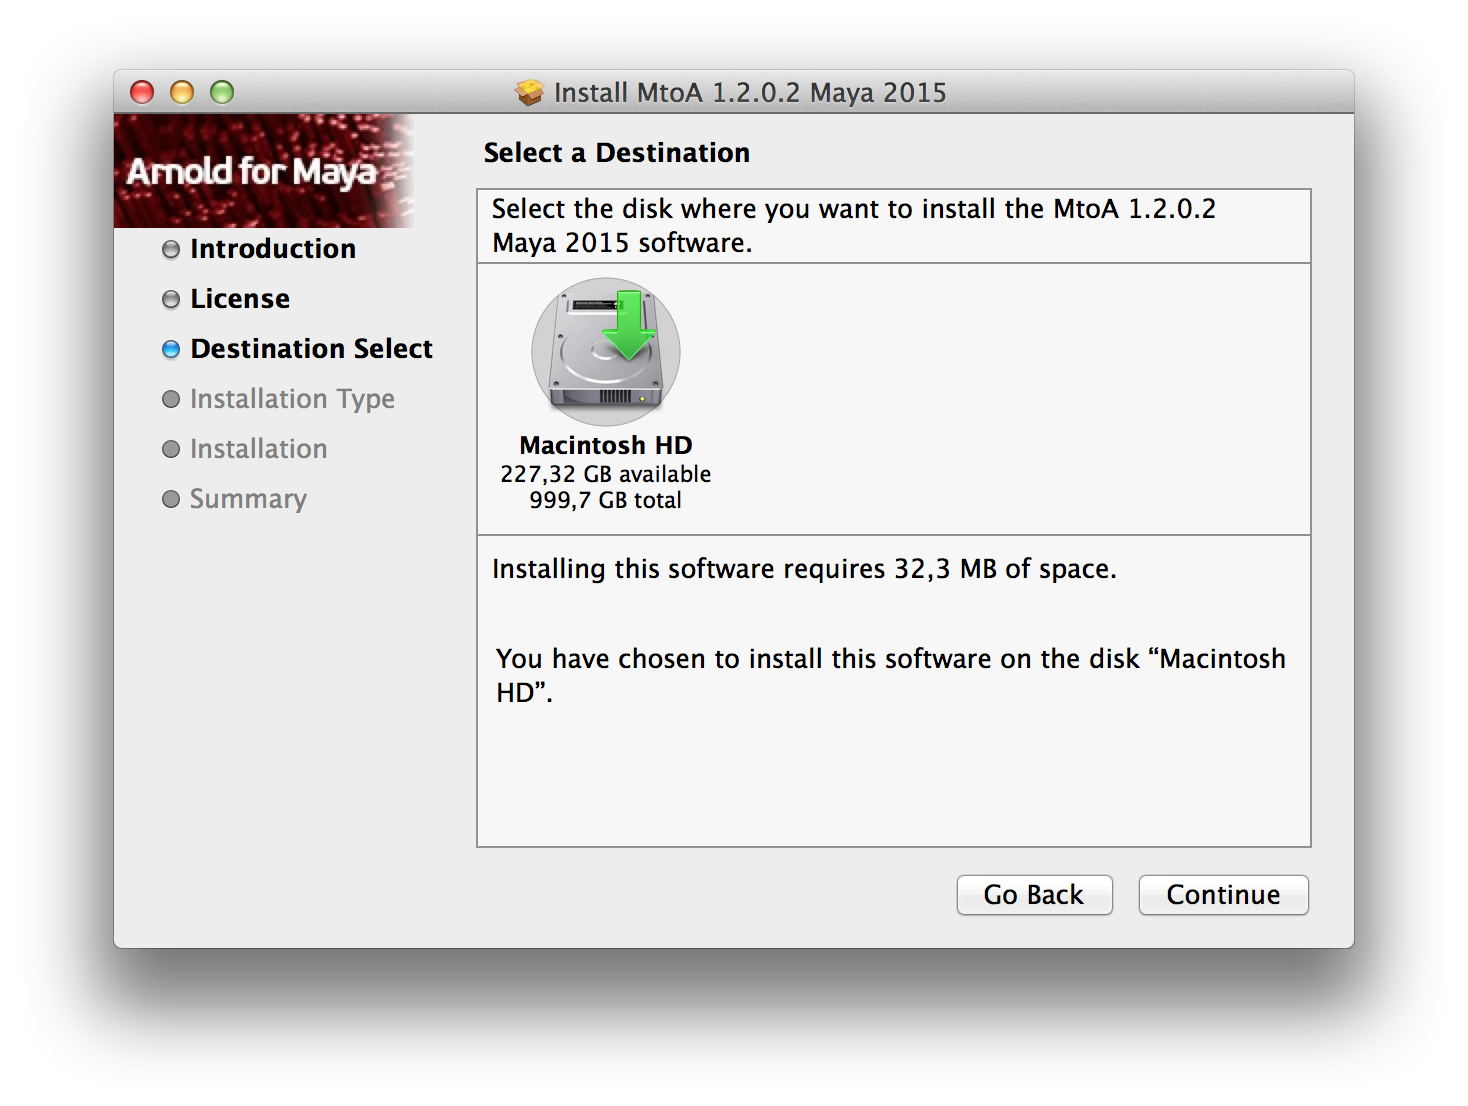 Install MtoA 1.2.0.2 Maya 2015
Arnold for Maya
Introduction
License
Destination Select
Installation Type
Installation
Summary
Select a Destination
Select the disk where you want to install the MtoA 1.2.0.2
Maya 2015 software.
Macintosh HD
227,32 GB available
999,7 GB total
Installing this software requires 32,3 MB of space.
You have chosen to install this software on the disk “Macintosh
HD”.
Go Back
Continue